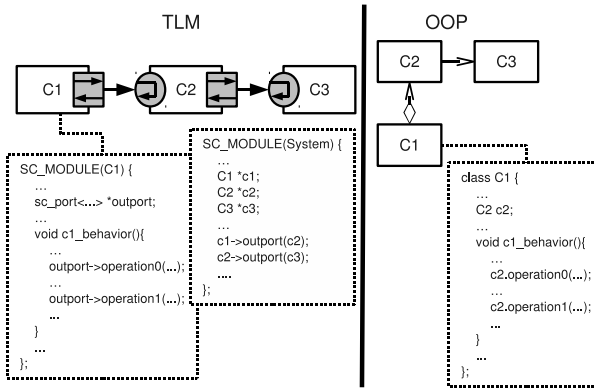 TLM
OOP
C1
C2
C3
C2
C3
C1
SC_MODULE(C1) {
...
sc_port<...> *outport;
...
void c1_behavior(){
...
outport->operation0(...);
...
outport->operation1(...);
...
}
...
};
SC_MODULE(System) {
...
C1 *c1;
C2 *c2;
C3 *c3;
...
c1->outport(c2);
c2->outport(c3);
....
};
class C1 {
...
C2 c2;
...
void c1_behavior(){
...
c2.operation0(...);
...
c2.operation1(...);
...
}
...
};